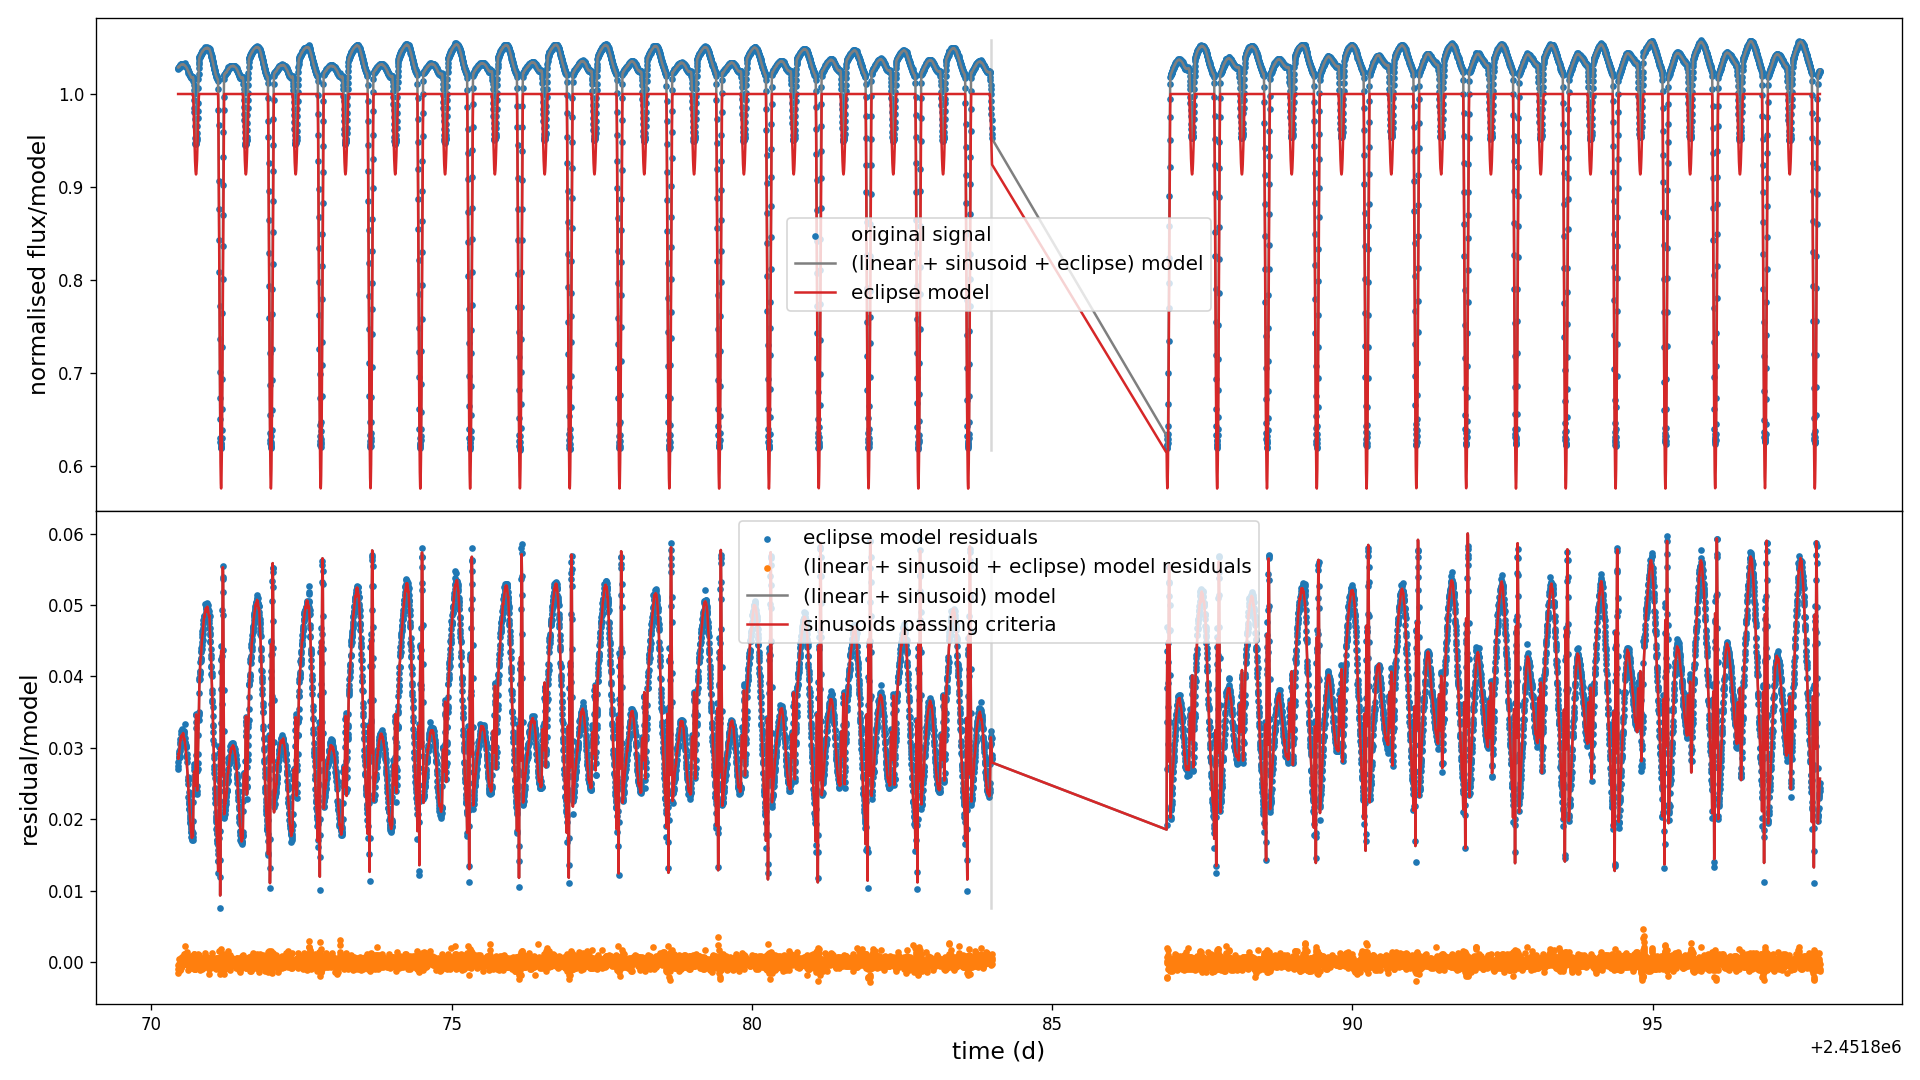 normalised flux/model
1.0
0.9
0.8
0.7
0.6
original signal
(linear + sinusoid + eclipse) model
eclipse model
residual/model
0.06
0.05
0.04
0.03
0.02
0.01
0.00
eclipse model residuals
(linear + sinusoid + eclipse) model residuals
(linear + sinusoid) model
sinusoids passing criteria
70 75 80 85 90 95
time (d)
+2.4518e6